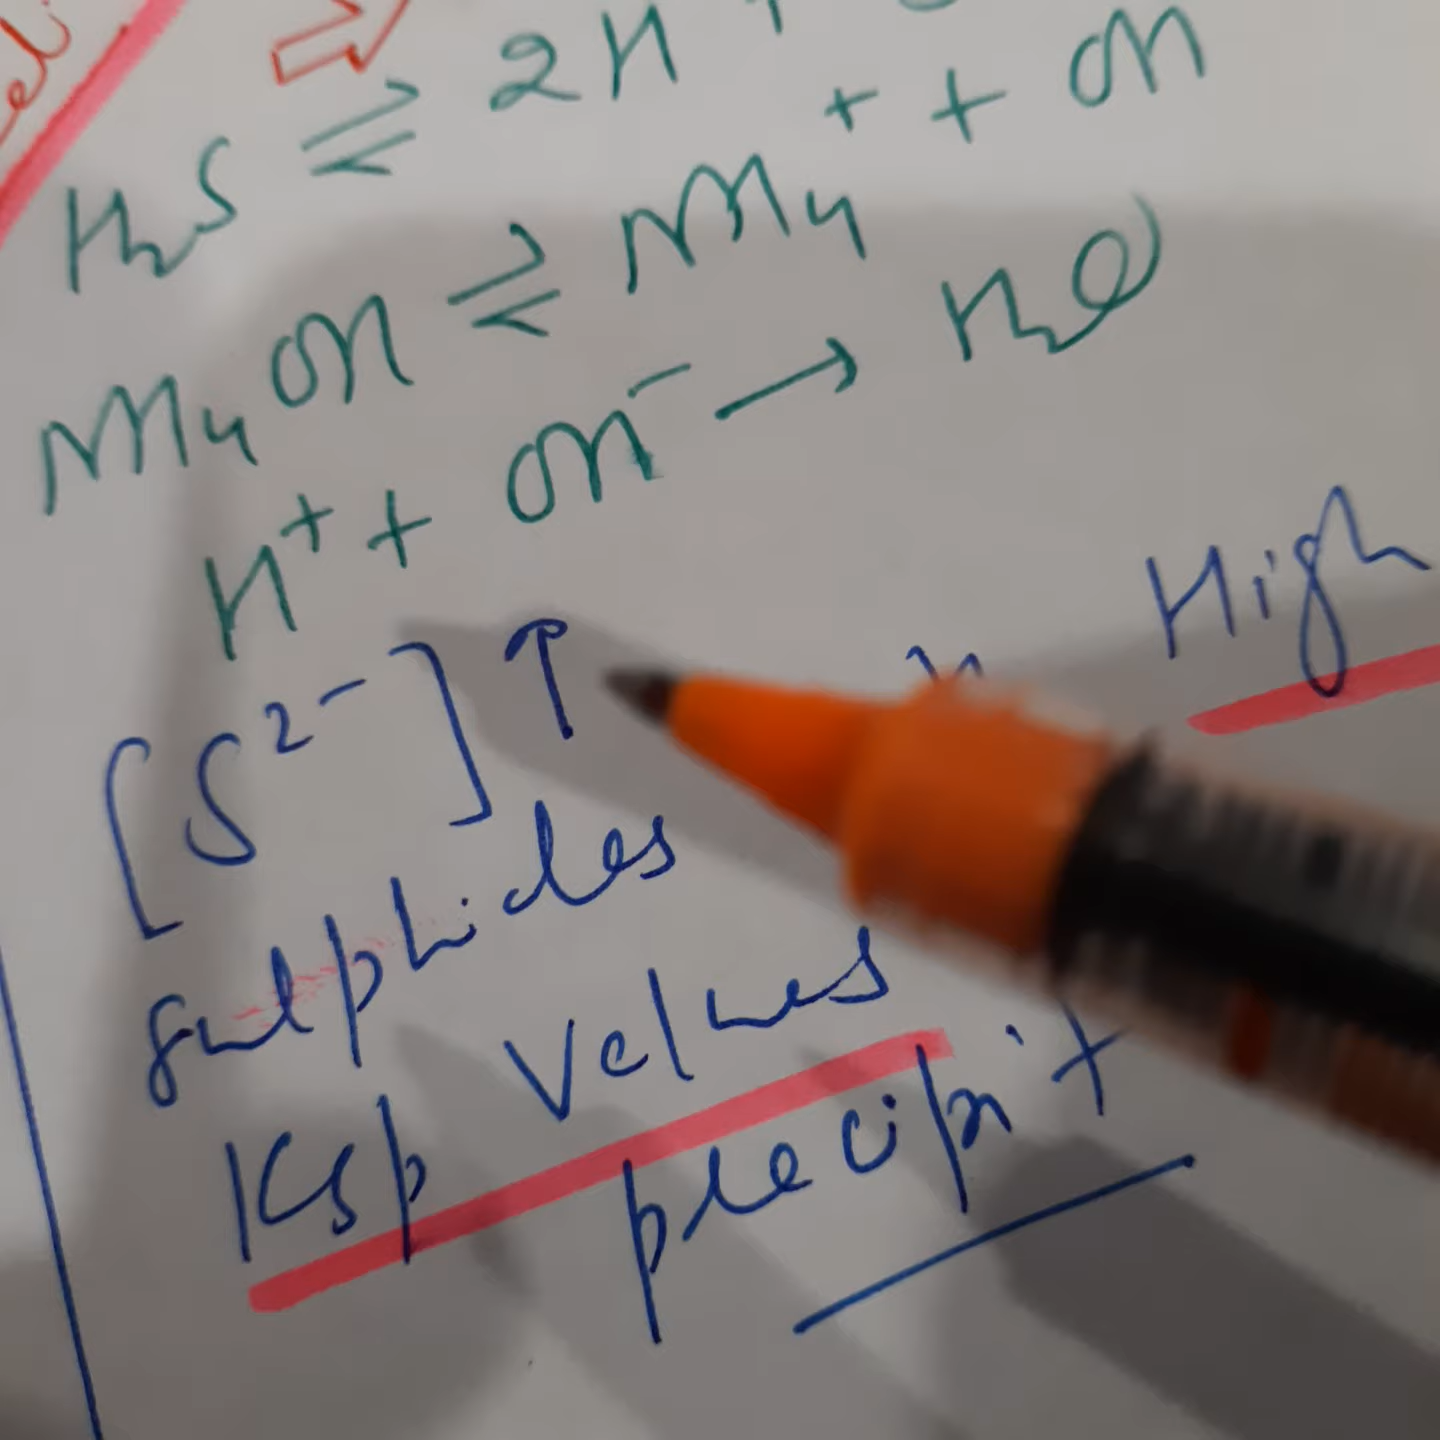 H₂S ⇌ 2H⁺
NH₄OH ⇌ NH₄⁺ + OH
H⁺ + OH⁻ → H₂O
[S²⁻] ↑ High
sulphides
Ksp values
precipit